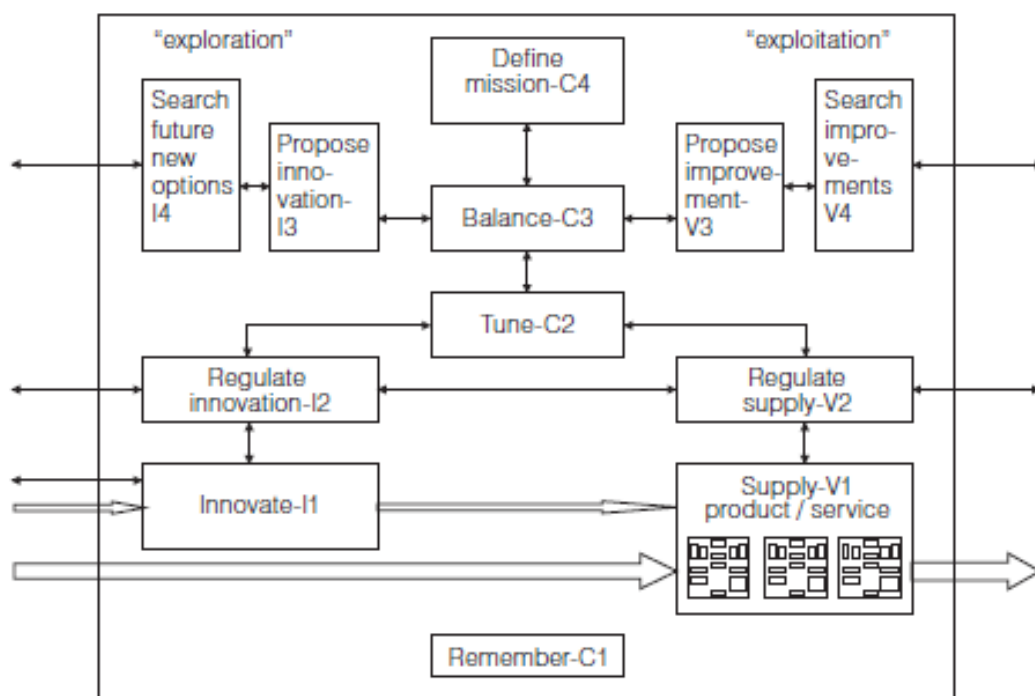 “exploration”
“exploitation”
Define
mission-C4
Search
future
new
options
I4
Propose
inno-
vation-
I3
Balance-C3
Propose
improve-
ment-
V3
Search
impro-
ve-
ments
V4
Tune-C2
Regulate
innovation-I2
Regulate
supply-V2
Innovate-I1
Supply-V1
product / service
Remember-C1